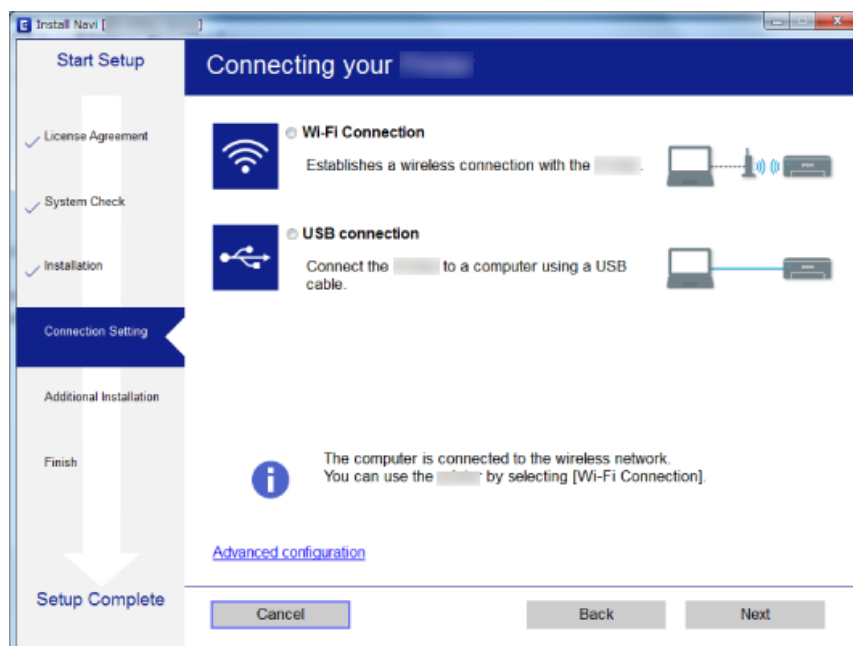 Install Navi [ ]
Start Setup
License Agreement
System Check
Installation
Connection Setting
Additional Installation
Finish
Setup Complete
Connecting your
Wi-Fi Connection
Establishes a wireless connection with the .
USB connection
Connect the to a computer using a USB
cable.
The computer is connected to the wireless network.
You can use the by selecting [Wi-Fi Connection].
Advanced configuration
Cancel
Back
Next